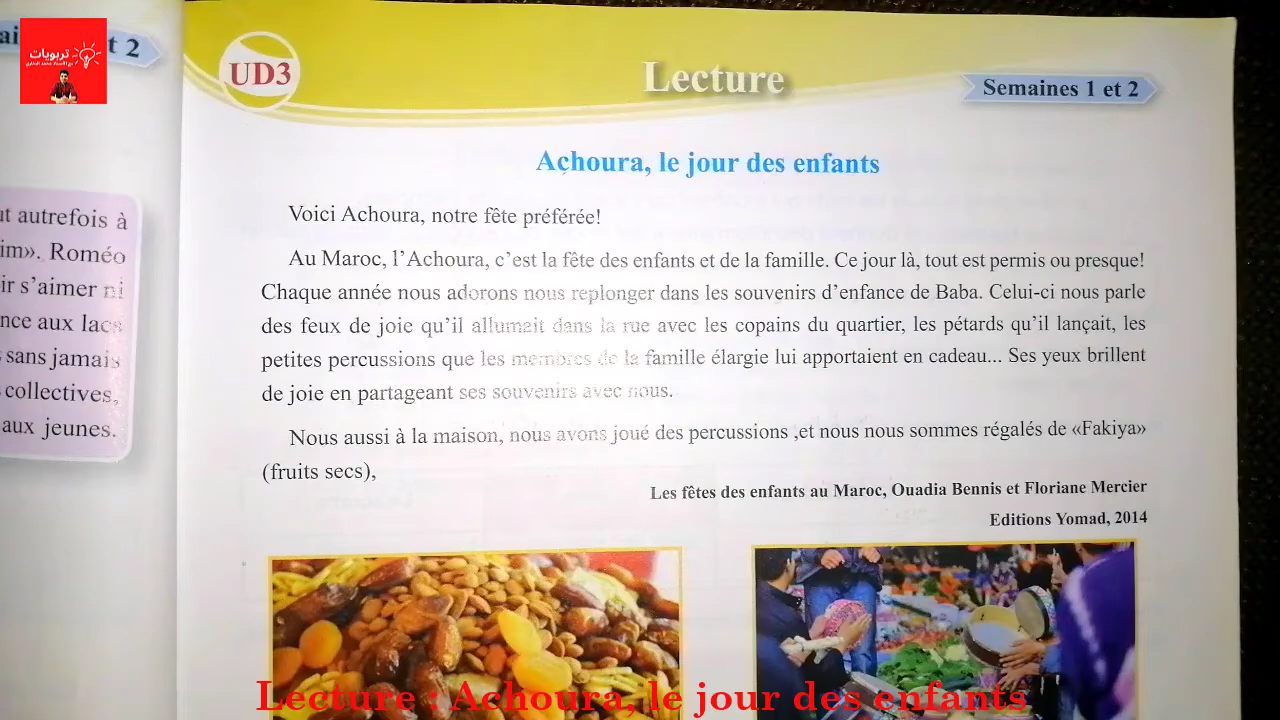 t 2
تربويات
ut autrefois à
im». Roméo
ir s'aimer ni
nce aux lacs
sans jamais
collectives,
aux jeunes.
UD3
Lecture
Semaines 1 et 2
Achoura, le jour des enfants
Voici Achoura, notre fête préférée!
Au Maroc, l'Achoura, c'est la fête des enfants et de la famille. Ce jour là, tout est permis ou presque!
Chaque année nous adorons nous replonger dans les souvenirs d'enfance de Baba. Celui-ci nous parle
des feux de joie qu'il allumait dans la rue avec les copains du quartier, les pétards qu'il lançait, les
petites percussions que les membres de la famille élargie lui apportaient en cadeau... Ses yeux brillent
de joie en partageant ses souvenirs avec nous.
Nous aussi à la maison, nous avons joué des percussions ,et nous nous sommes régalés de «Fakiya»
(fruits secs),
Les fêtes des enfants au Maroc, Ouadia Bennis et Floriane Mercier
Editions Yomad, 2014
Lecture : Achoura, le jour des enfants